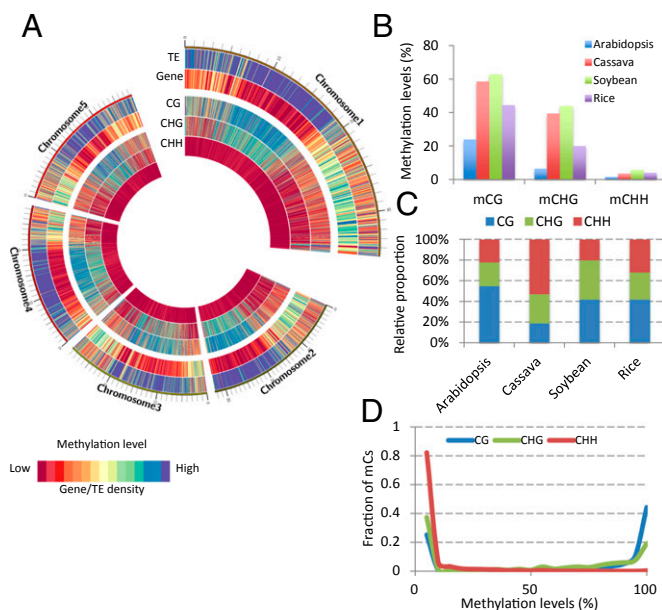 A
TE
Gene
CG
CHG
CHH
Chromosome1
Chromosome2
Chromosome3
Chromosome4
Chromosome5
Methylation level
Low
High
Gene/TE density
B
Methylation levels (%)
80
60
40
20
0
Arabidopsis
Cassava
Soybean
Rice
mCG
mCHG
mCHH
C
CG
CHG
CHH
Relative proportion
100%
80%
60%
40%
20%
0%
Arabidopsis
Cassava
Soybean
Rice
D
Fraction of mCs
1
0.8
0.6
0.4
0.2
0
CG
CHG
CHH
0
50
100
Methylation levels (%)